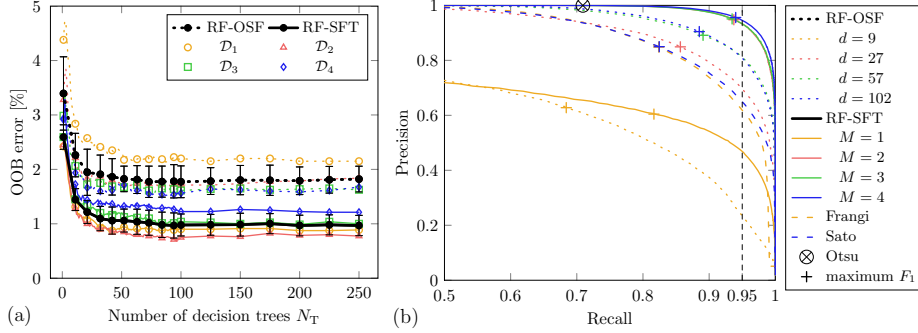 RF-OSF RF-SFT
D₁ D₂
D₃ D₄
5
4
3
2
1
0
OOB error [%]
0 50 100 150 200 250
Number of decision trees N_T
(a)
1
0.8
0.6
0.4
0.2
0
Precision
0.5 0.6 0.7 0.8 0.9 0.95 1
Recall
(b)
RF-OSF
d = 9
d = 27
d = 57
d = 102
RF-SFT
M = 1
M = 2
M = 3
M = 4
Frangi
Sato
Otsu
maximum F₁